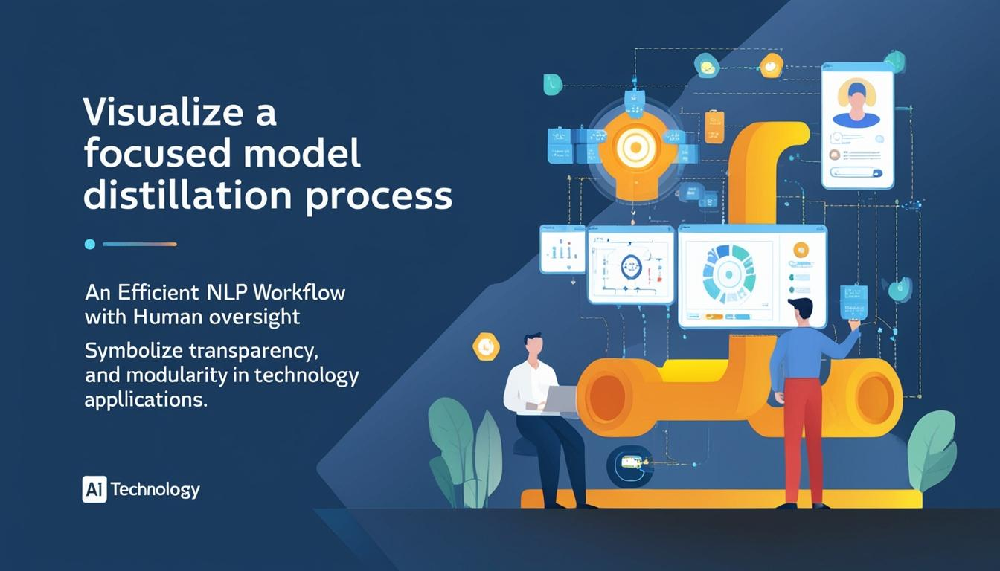 Visualize a
focused model
distillation process
An Efficient NLP Workflow
with Human oversight
Symbolize transparency,
and modularity in technology
applications.
AI Technology